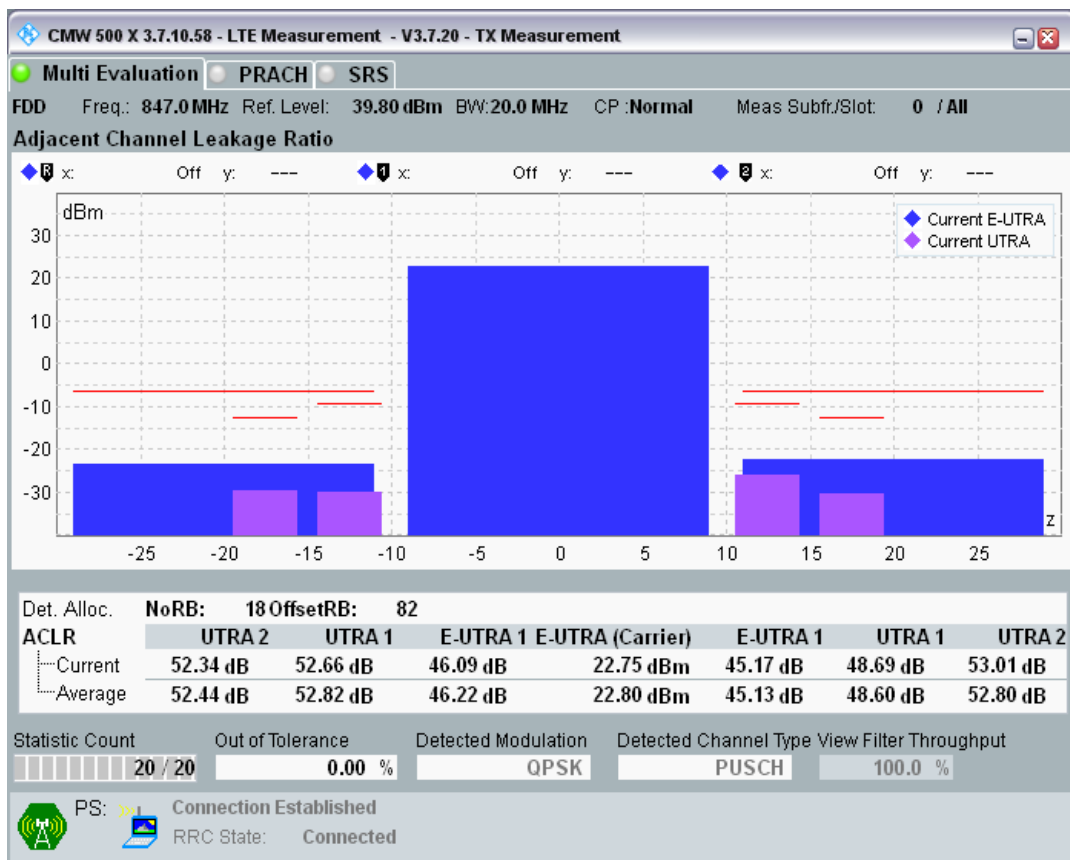 CMW 500 X 3.7.10.58 - LTE Measurement - V3.7.20 - TX Measurement
Multi Evaluation PRACH SRS
FDD Freq.: 847.0 MHz Ref. Level: 39.80 dBm BW:20.0 MHz CP :Normal Meas Subfr./Slot: 0 / All
Adjacent Channel Leakage Ratio
R x: Off y: --- 1 x: Off y: --- 2 x: Off y: ---
dBm
Current E-UTRA
Current UTRA
30
20
10
0
-10
-20
-30
z
-25 -20 -15 -10 -5 0 5 10 15 20 25
Det. Alloc. NoRB: 18 OffsetRB: 82
ACLR UTRA 2 UTRA 1 E-UTRA 1 E-UTRA (Carrier) E-UTRA 1 UTRA 1 UTRA 2
Current 52.34 dB 52.66 dB 46.09 dB 22.75 dBm 45.17 dB 48.69 dB 53.01 dB
Average 52.44 dB 52.82 dB 46.22 dB 22.80 dBm 45.13 dB 48.60 dB 52.80 dB
Statistic Count Out of Tolerance Detected Modulation Detected Channel Type View Filter Throughput
20 / 20 0.00 % QPSK PUSCH 100.0 %
PS: Connection Established
RRC State: Connected